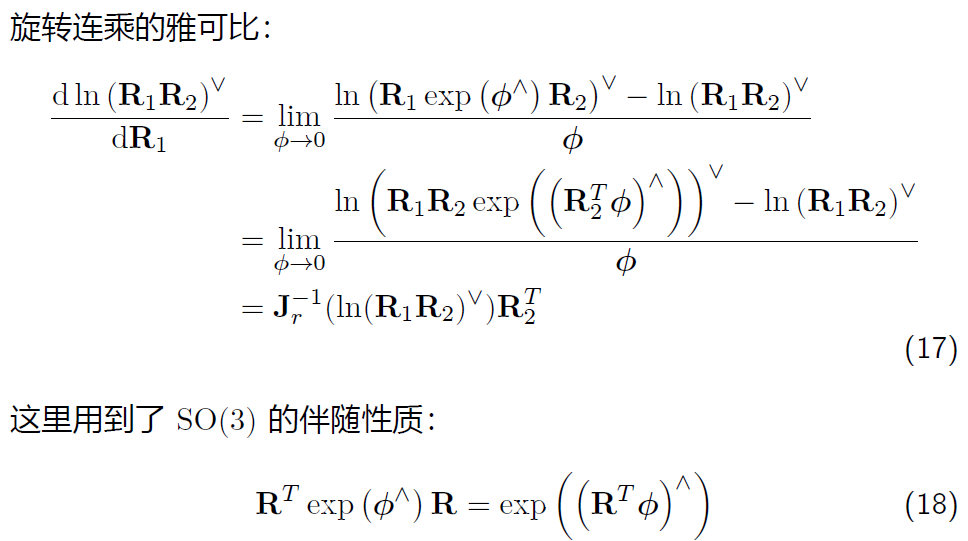 旋转连乘的雅可比：
$$\frac{\mathrm{d}\ln\left(\mathbf{R}_1\mathbf{R}_2\right)^{\vee}}{\mathrm{d}\mathbf{R}_1} = \lim_{\phi\to 0}\frac{\ln\left(\mathbf{R}_1\exp\left(\boldsymbol{\phi}^{\wedge}\right)\mathbf{R}_2\right)^{\vee}-\ln\left(\mathbf{R}_1\mathbf{R}_2\right)^{\vee}}{\boldsymbol{\phi}}$$
$$= \lim_{\phi\to 0}\frac{\ln\left(\mathbf{R}_1\mathbf{R}_2\exp\left(\left(\mathbf{R}_2^T\boldsymbol{\phi}\right)^{\wedge}\right)\right)^{\vee}-\ln\left(\mathbf{R}_1\mathbf{R}_2\right)^{\vee}}{\boldsymbol{\phi}}$$
$$= \mathbf{J}_r^{-1}(\ln(\mathbf{R}_1\mathbf{R}_2)^{\vee})\mathbf{R}_2^T$$
(17)
这里用到了 SO(3) 的伴随性质：
$$\mathbf{R}^T\exp\left(\boldsymbol{\phi}^{\wedge}\right)\mathbf{R} = \exp\left(\left(\mathbf{R}^T\boldsymbol{\phi}\right)^{\wedge}\right)$$ (18)